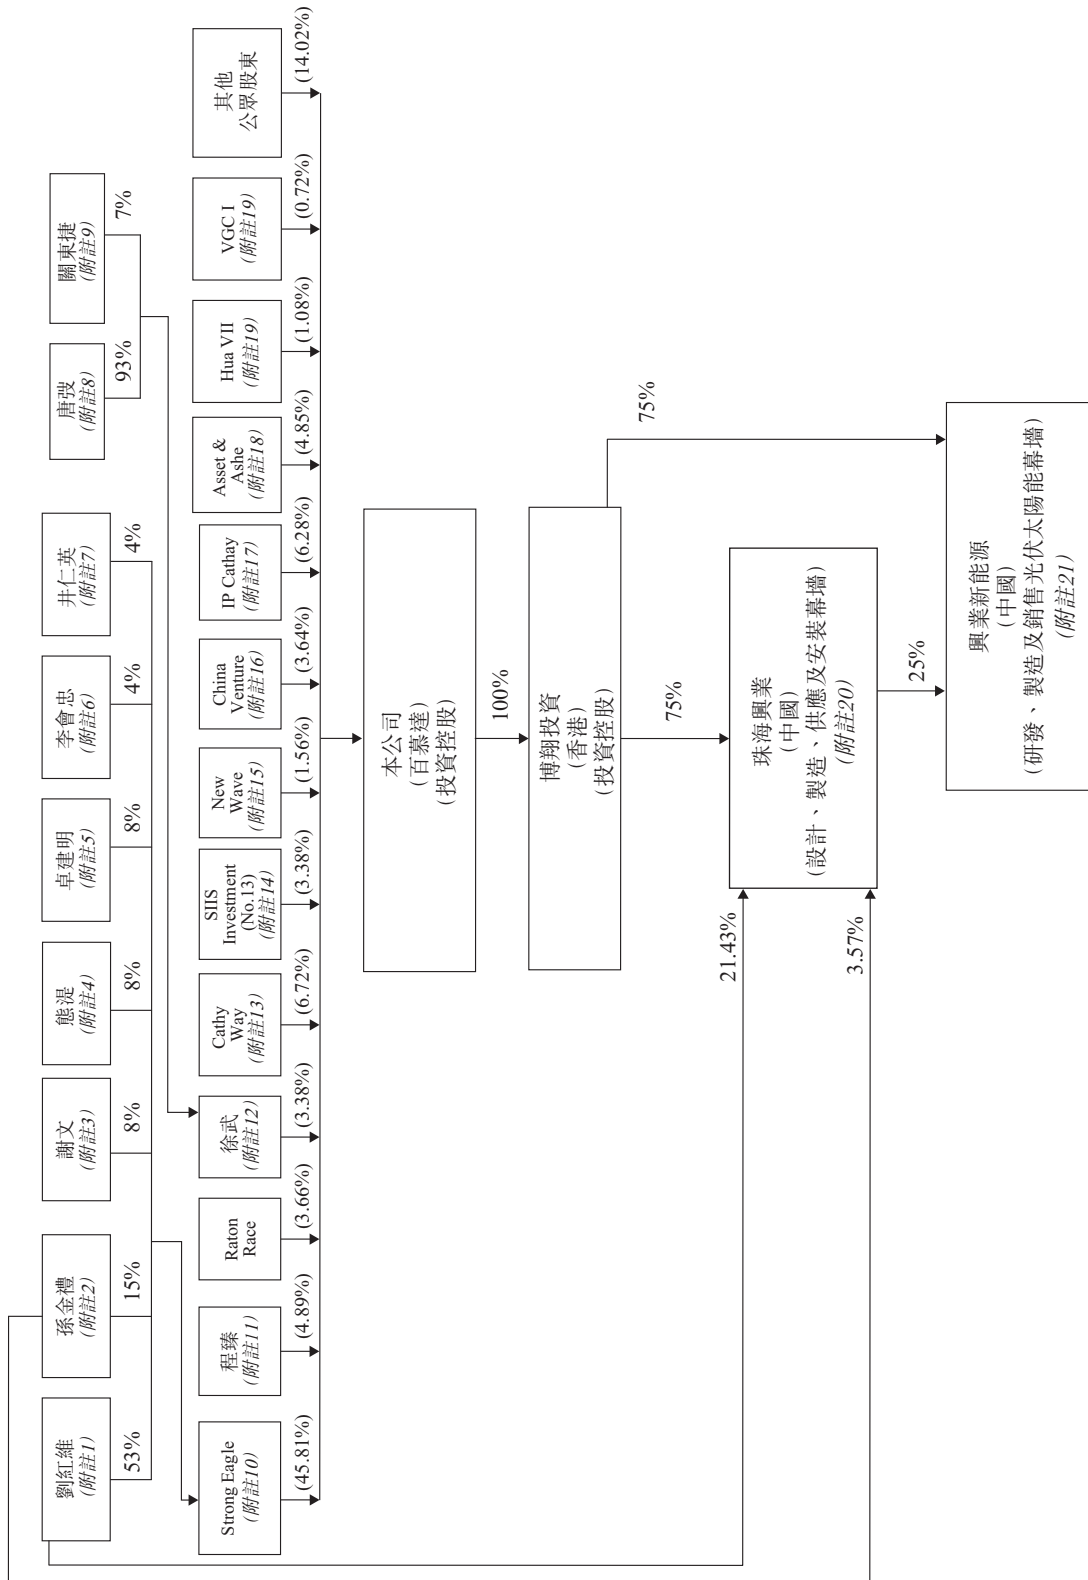 劉紅維
(附註1)
孫金禮
(附註2)
謝文
(附註3)
熊湜
(附註4)
卓建明
(附註5)
李會忠
(附註6)
井仁英
(附註7)
唐弢
(附註8)
關東捷
(附註9)
53%
15%
8%
8%
8%
4%
4%
93%
7%
Strong Eagle
(附註10)
程臻
(附註11)
Raton
Race
徐武
(附註12)
Cathy
Way
(附註13)
SIIS
Investment
(No.13)
(附註14)
New
Wave
(附註15)
China
Venture
(附註16)
IP Cathay
(附註17)
Asset &
Ashe
(附註18)
Hua VII
(附註19)
VGC I
(附註19)
其他
公眾股東
(45.81%)
(4.89%)
(3.66%)
(3.38%)
(6.72%)
(3.38%)
(1.56%)
(3.64%)
(6.28%)
(4.85%)
(1.08%)
(0.72%)
(14.02%)
本公司
(百慕達)
(投資控股)
100%
博翔投資
(香港)
(投資控股)
75%
75%
21.43%
珠海興業
(中國)
(設計、製造、供應及安裝幕墙)
(附註20)
3.57%
25%
興業新能源
(中國)
(研發、製造及銷售光伏太陽能幕墙)
(附註21)